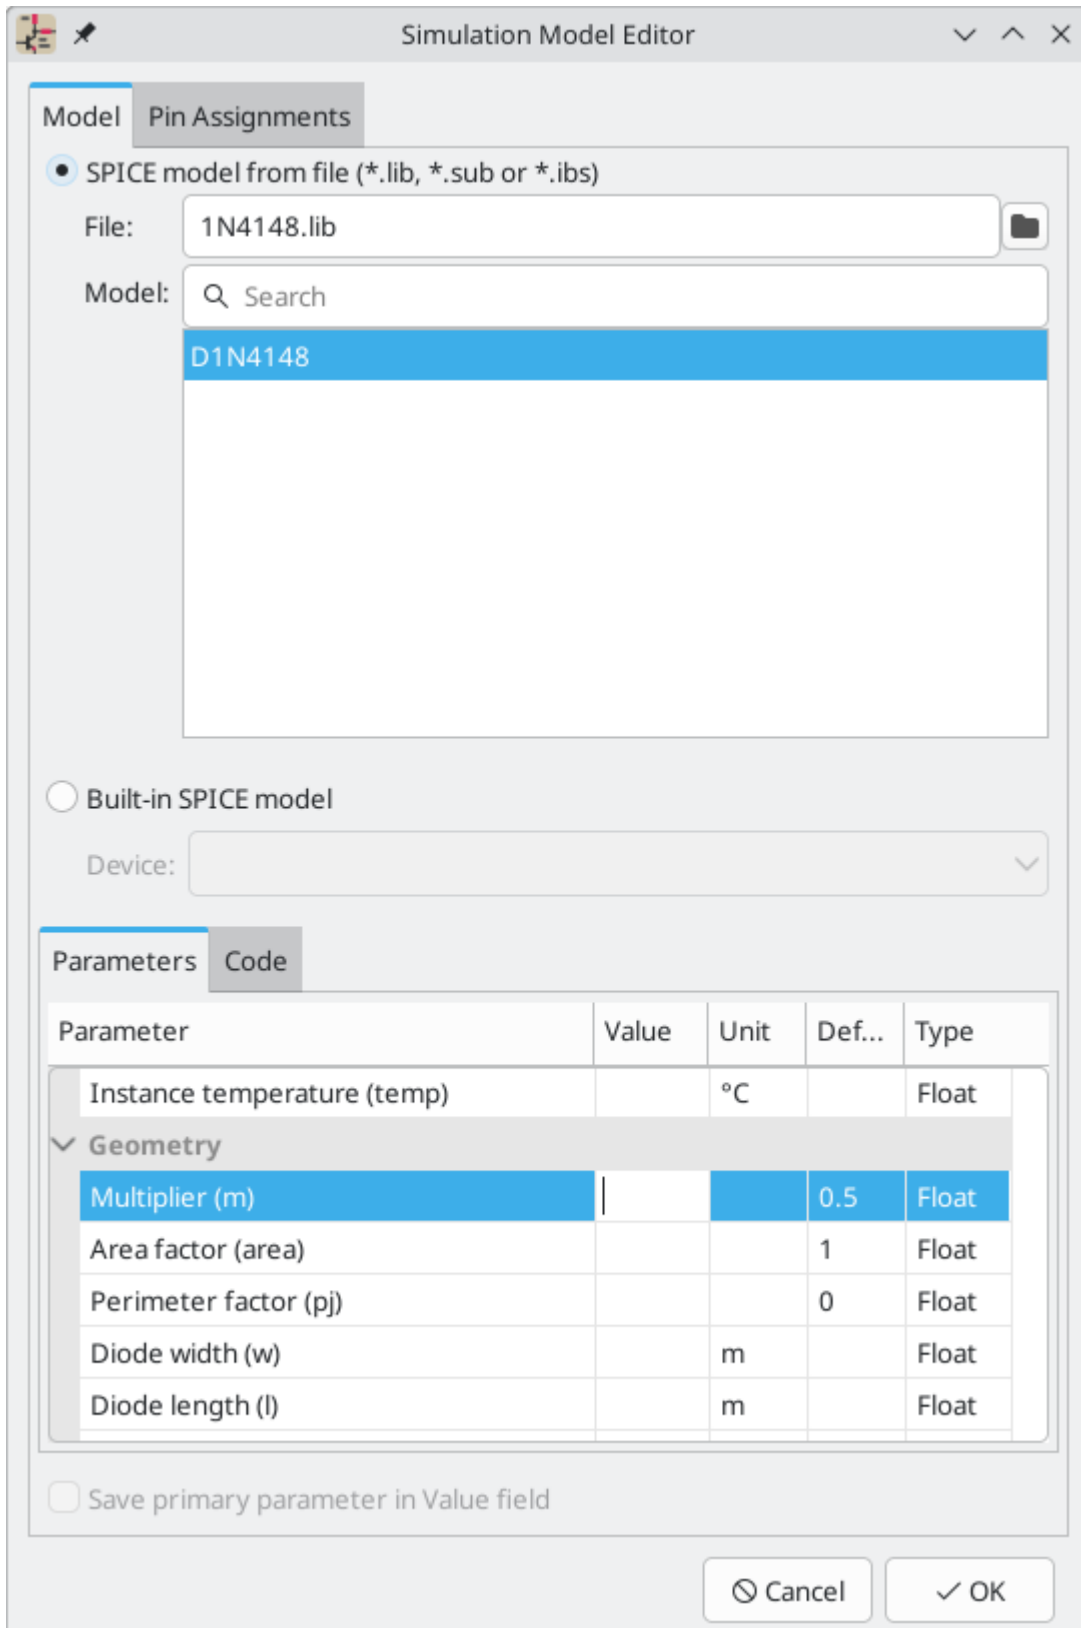 Simulation Model Editor
Model Pin Assignments
SPICE model from file (*.lib, *.sub or *.ibs)
File: 1N4148.lib
Model: Search
D1N4148
Built-in SPICE model
Device:
Parameters Code
Parameter Value Unit Def... Type
Instance temperature (temp) °C Float
Geometry
Multiplier (m) 0.5 Float
Area factor (area) 1 Float
Perimeter factor (pj) 0 Float
Diode width (w) m Float
Diode length (l) m Float
Save primary parameter in Value field
Cancel OK